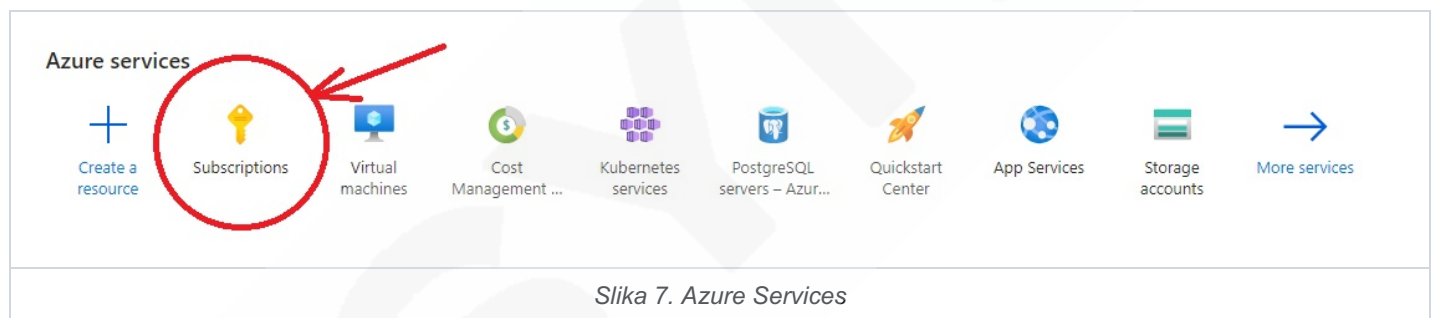 Azure services
Create a
resource
Subscriptions
Virtual
machines
Cost
Management ...
Kubernetes
services
PostgreSQL
servers – Azur...
Quickstart
Center
App Services
Storage
accounts
More services
Slika 7. Azure Services